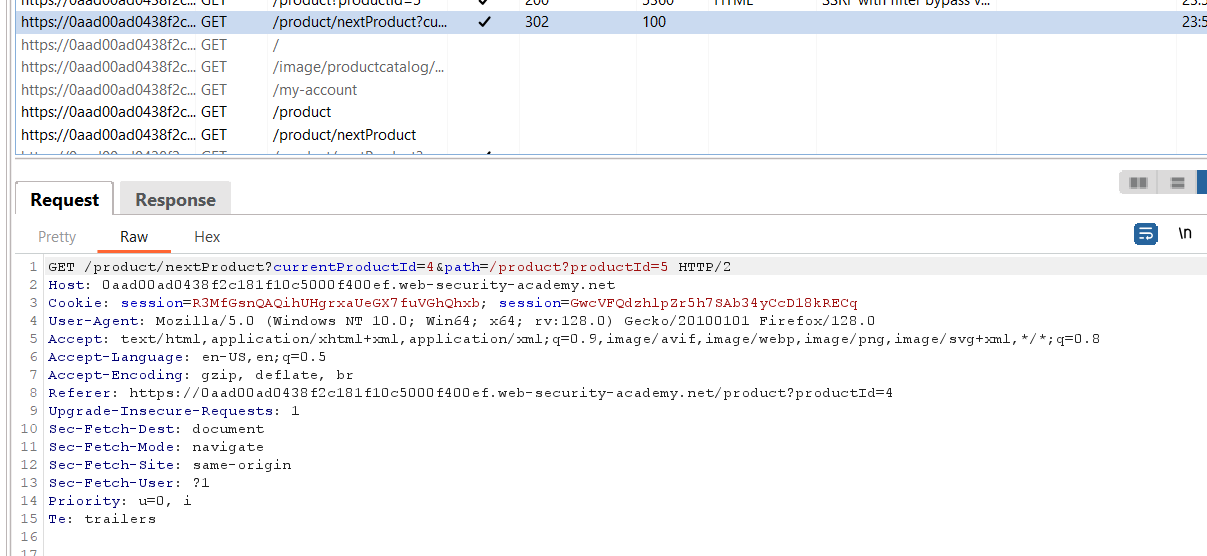 https://0aad00ad0438f2c... GET /product?productId=5 ✓ 200 5360 HTML SSRF with filter bypass v...
https://0aad00ad0438f2c... GET /product/nextProduct?cu... ✓ 302 100 23:5
https://0aad00ad0438f2c... GET /
https://0aad00ad0438f2c... GET /image/productcatalog/...
https://0aad00ad0438f2c... GET /my-account
https://0aad00ad0438f2c... GET /product
https://0aad00ad0438f2c... GET /product/nextProduct
Request Response
Pretty Raw Hex \n
1 GET /product/nextProduct?currentProductId=4&path=/product?productId=5 HTTP/2
2 Host: 0aad00ad0438f2c181f10c5000f400ef.web-security-academy.net
3 Cookie: session=R3MfGsnQAQihUHgrxaUeGX7fuVGhQhxb; session=GwcVFQdzhlpZr5h7SAb34yCcDl8kRECq
4 User-Agent: Mozilla/5.0 (Windows NT 10.0; Win64; x64; rv:128.0) Gecko/20100101 Firefox/128.0
5 Accept: text/html,application/xhtml+xml,application/xml;q=0.9,image/avif,image/webp,image/png,image/svg+xml,*/*;q=0.8
6 Accept-Language: en-US,en;q=0.5
7 Accept-Encoding: gzip, deflate, br
8 Referer: https://0aad00ad0438f2c181f10c5000f400ef.web-security-academy.net/product?productId=4
9 Upgrade-Insecure-Requests: 1
10 Sec-Fetch-Dest: document
11 Sec-Fetch-Mode: navigate
12 Sec-Fetch-Site: same-origin
13 Sec-Fetch-User: ?1
14 Priority: u=0, i
15 Te: trailers
16
17